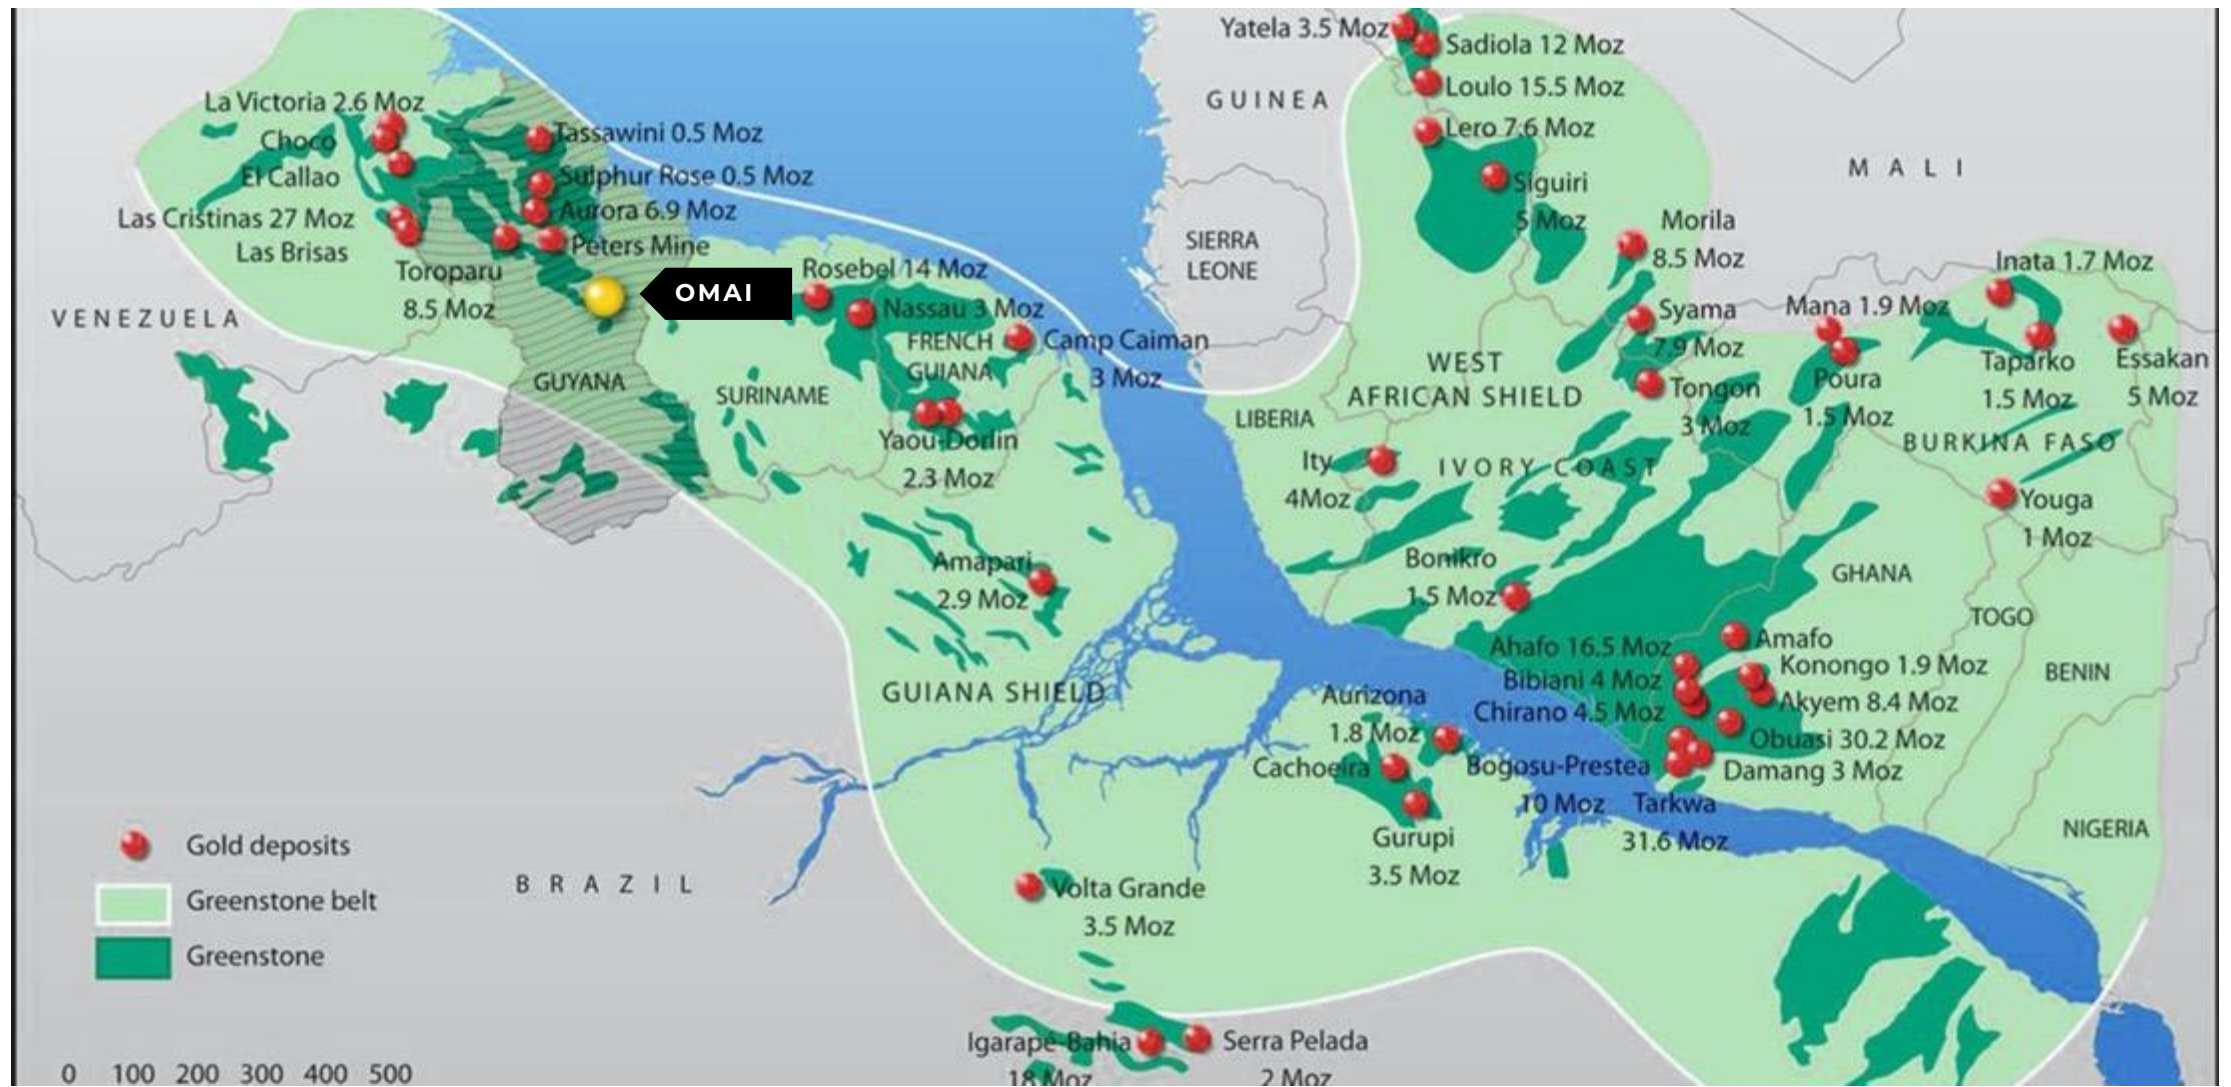 Yatela 3.5 Moz
Sadiola 12 Moz
Loulo 15.5 Moz
GUINEA
Lero 7.6 Moz
MALI
Siguiri
5 Moz
Morila
8.5 Moz
SIERRA
LEONE
La Victoria 2.6 Moz
Choco
El Callao
Las Cristinas 27 Moz
Las Brisas
Tassawini 0.5 Moz
Sulphur Rose 0.5 Moz
Aurora 6.9 Moz
Peters Mine
Toroparu
8.5 Moz
OMAI
VENEZUELA
Rosebel 14 Moz
Nassau 3 Moz
FRENCH
GUIANA
Camp Caiman
3 Moz
GUYANA
SURINAME
Yaou-Dorlin
2.3 Moz
Amapari
2.9 Moz
GUIANA SHIELD
Syama
7.9 Moz
Tongon
3 Moz
WEST
AFRICAN SHIELD
LIBERIA
Ity
4Moz
IVORY COAST
Mana 1.9 Moz
Poura
1.5 Moz
Inata 1.7 Moz
Taparko
1.5 Moz
Essakan
5 Moz
BURKINA FASO
Youga
1 Moz
Bonikro
1.5 Moz
GHANA
TOGO
BENIN
NIGERIA
Ahafo 16.5 Moz
Bibiani 4 Moz
Chirano 4.5 Moz
Amafo
Konongo 1.9 Moz
Akyem 8.4 Moz
Obuasi 30.2 Moz
Damang 3 Moz
Bogosu-Prestea
10 Moz
Tarkwa
31.6 Moz
Aurizona
1.8 Moz
Cachoeira
Gurupi
3.5 Moz
BRAZIL
Volta Grande
3.5 Moz
Igarapé-Bahia
18 Moz
Serra Pelada
2 Moz
Gold deposits
Greenstone belt
Greenstone
0 100 200 300 400 500